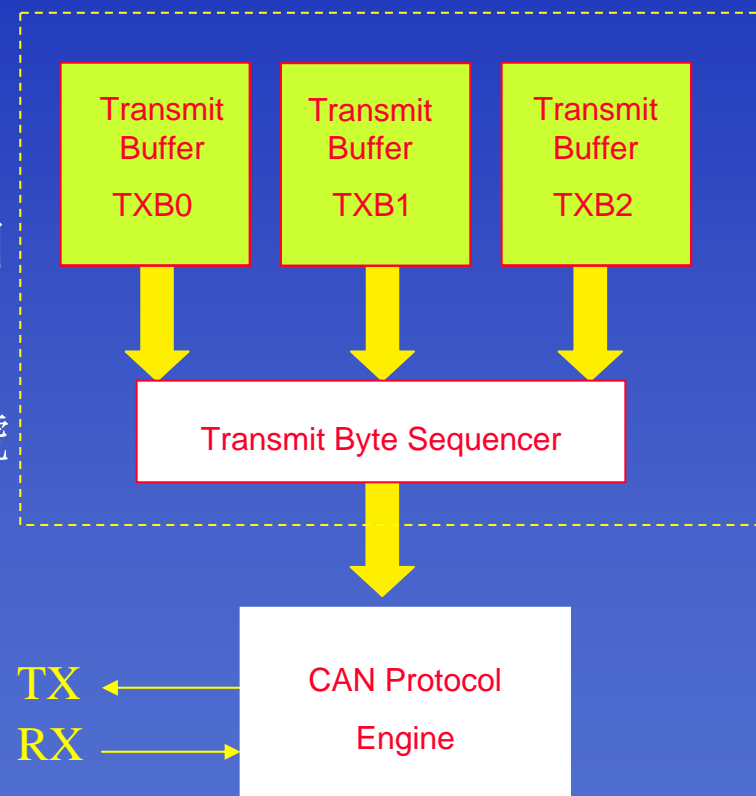 Transmit
Buffer
TXB0
Transmit
Buffer
TXB1
Transmit
Buffer
TXB2
Transmit Byte Sequencer
CAN Protocol
Engine
TX
RX